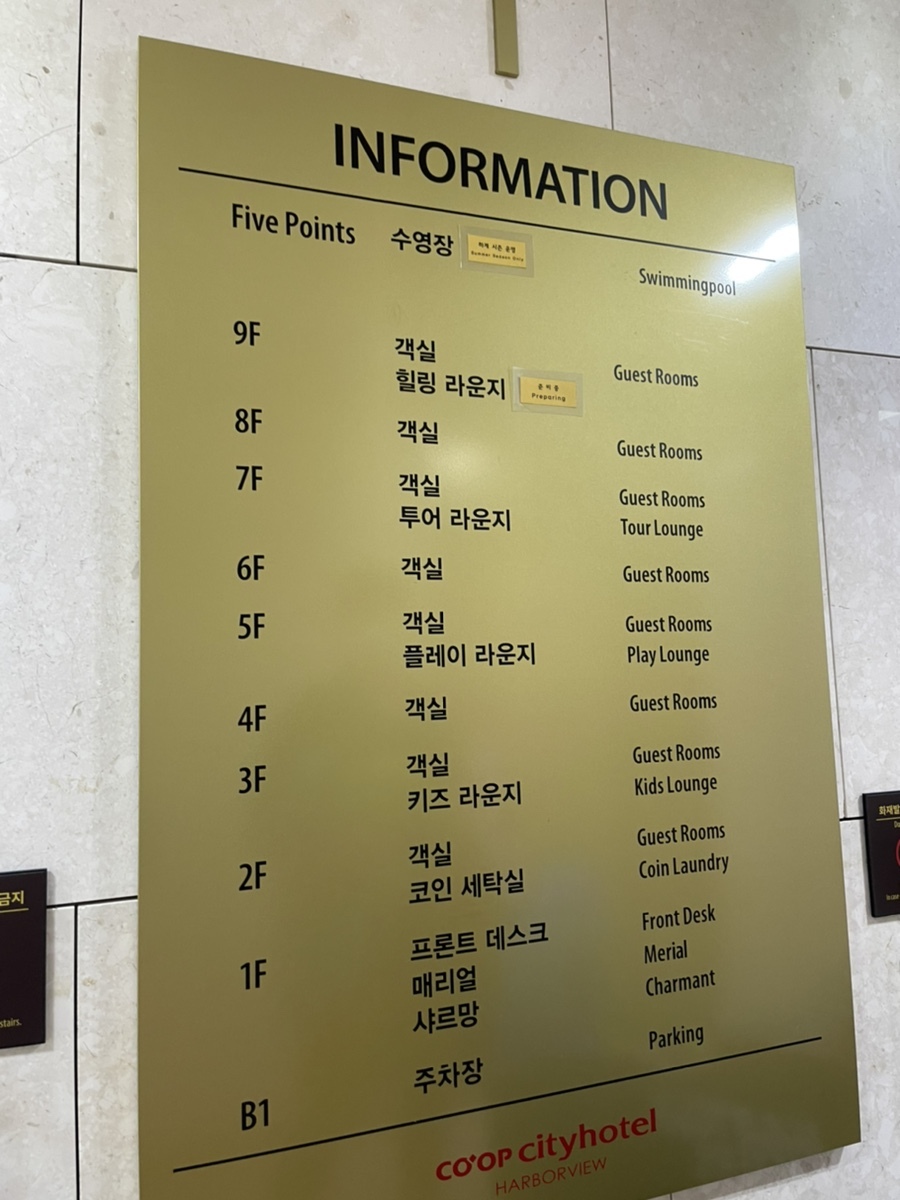 INFORMATION
Five Points 수영장 하계 시즌 운영 Swimmingpool
Summer Season Only
9F 객실 Guest Rooms
힐링 라운지 준비중
Preparing
8F 객실 Guest Rooms
7F 객실 Guest Rooms
투어 라운지 Tour Lounge
6F 객실 Guest Rooms
5F 객실 Guest Rooms
플레이 라운지 Play Lounge
4F 객실 Guest Rooms
3F 객실 Guest Rooms
키즈 라운지 Kids Lounge
2F 객실 Guest Rooms
코인 세탁실 Coin Laundry
1F 프론트 데스크 Front Desk
매리얼 Merial
샤르망 Charmant
B1 주차장 Parking
CO'OP cityhotel
HARBORVIEW
금지
stairs.
화재발